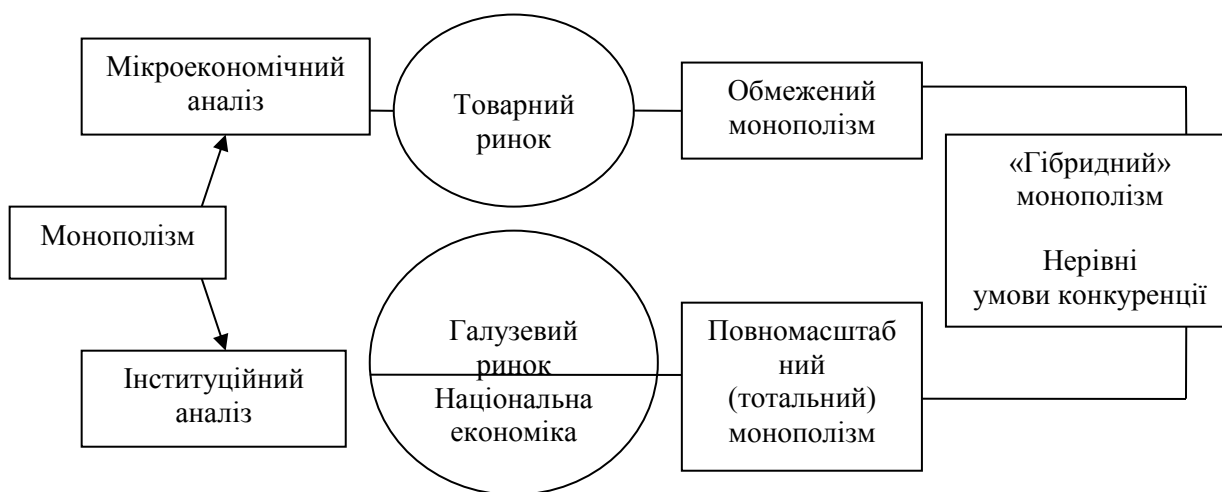 Мікроекономічний
аналіз
Товарний
ринок
Обмежений
монополізм
«Гібридний»
монополізм
Нерівні
умови конкуренції
Монополізм
Інституційний
аналіз
Галузевий
ринок
Національна
економіка
Повномасштаб
ний
(тотальний)
монополізм